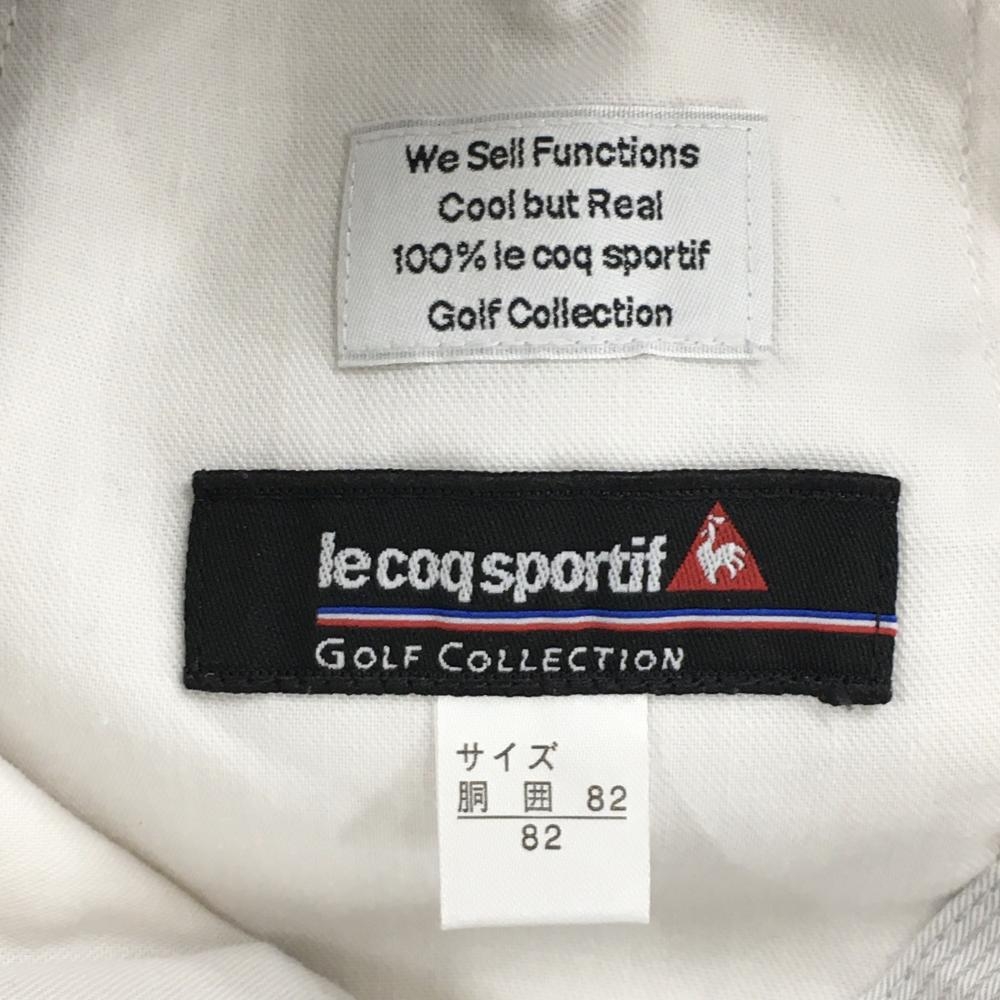 We Sell Functions
Cool but Real
100% le coq sportif
Golf Collection
le coq sportif
GOLF COLLECTION
サイズ
胴 囲 82
82